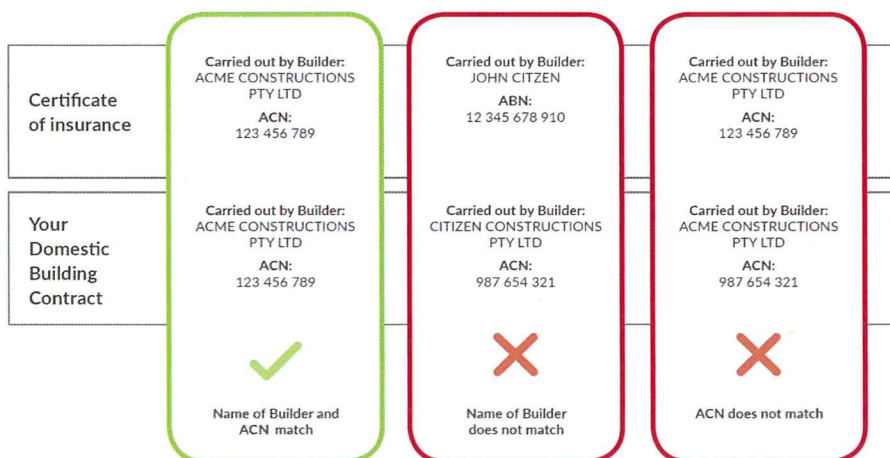 Certificate
of insurance
Carried out by Builder:
ACME CONSTRUCTIONS
PTY LTD
ACN:
123 456 789
Carried out by Builder:
JOHN CITZEN
ABN:
12 345 678 910
Carried out by Builder:
ACME CONSTRUCTIONS
PTY LTD
ACN:
123 456 789
Your
Domestic
Building
Contract
Carried out by Builder:
ACME CONSTRUCTIONS
PTY LTD
ACN:
123 456 789
Carried out by Builder:
CITIZEN CONSTRUCTIONS
PTY LTD
ACN:
987 654 321
Carried out by Builder:
ACME CONSTRUCTIONS
PTY LTD
ACN:
987 654 321
Name of Builder and
ACN match
Name of Builder
does not match
ACN does not match